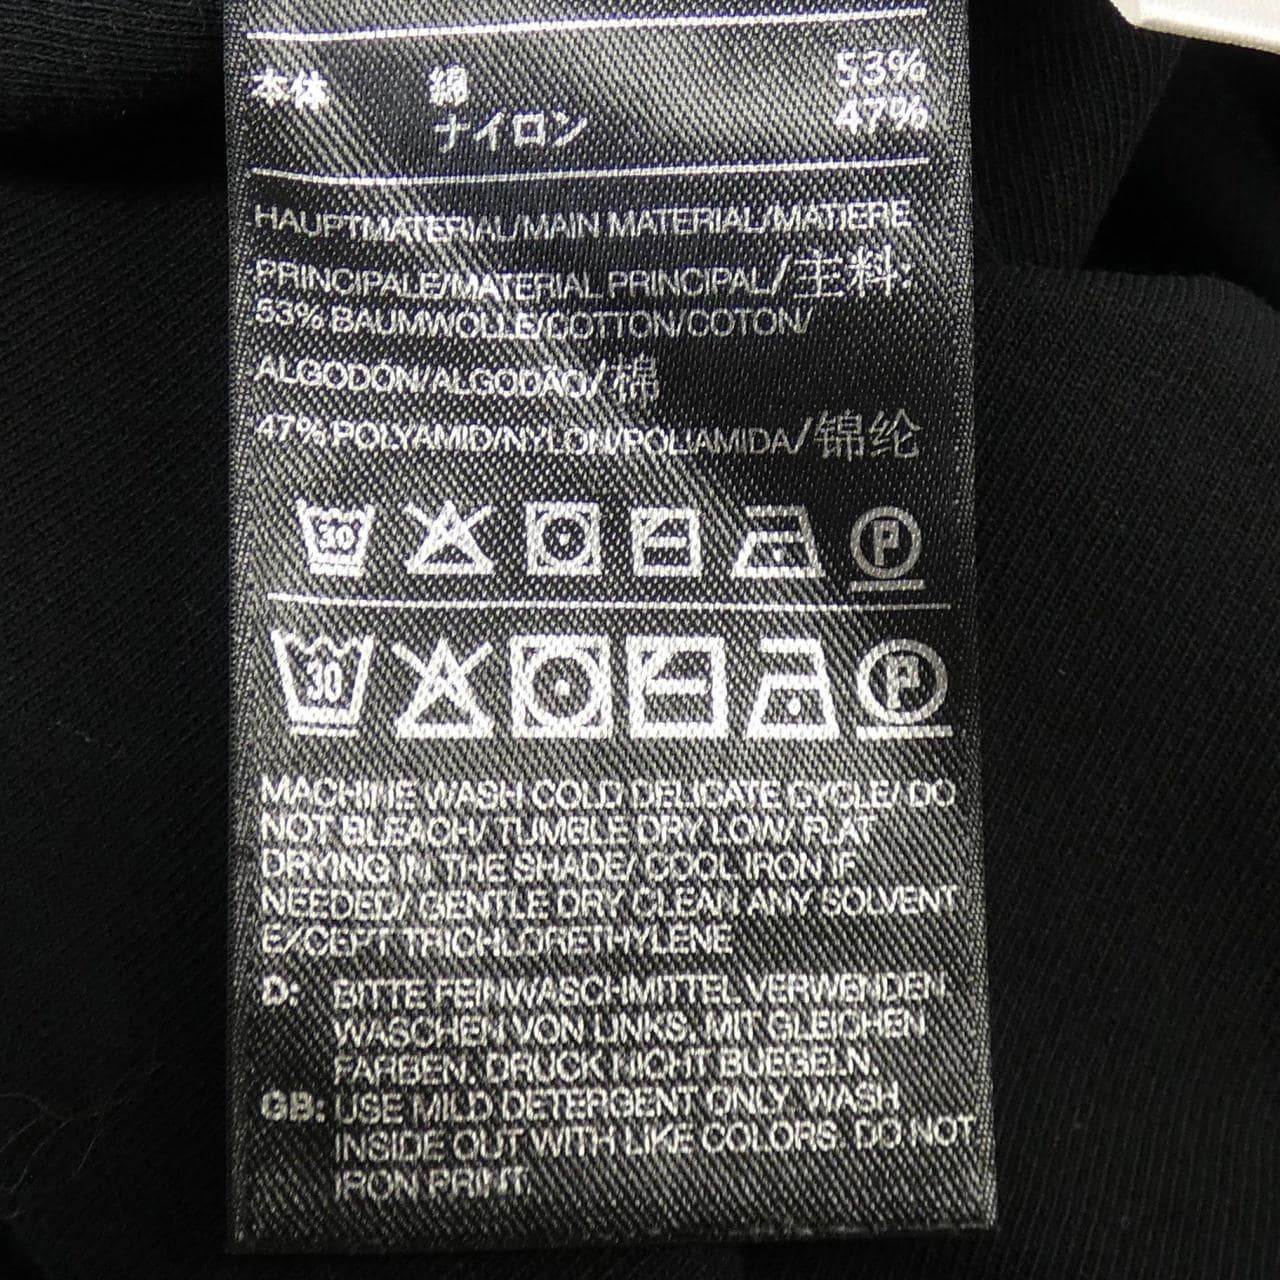 本体 綿 53%
ナイロン 47%
HAUPTMATERIAL/MAIN MATERIAL/MATIERE
PRINCIPALE/MATERIAL PRINCIPAL/主料:
53% BAUMWOLLE/COTTON/COTON/
ALGODÓN/ALGODAO/棉
47% POLYAMID/NYLON/POLIAMIDA/锦纶
30 P
30 P
MACHINE WASH COLD DELICATE CYCLE/ DO
NOT BLEACH/ TUMBLE DRY LOW/ FLAT
DRYING IN THE SHADE/ COOL IRON IF
NEEDED/ GENTLE DRY CLEAN ANY SOLVENT
EXCEPT TRICHLORETHYLENE
D: BITTE FEINWASCHMITTEL VERWENDEN.
WASCHEN VON LINKS, MIT GLEICHEN
FARBEN. DRUCK NICHT BUEGELN.
GB: USE MILD DETERGENT ONLY. WASH
INSIDE OUT WITH LIKE COLORS. DO NOT
IRON PRINT.